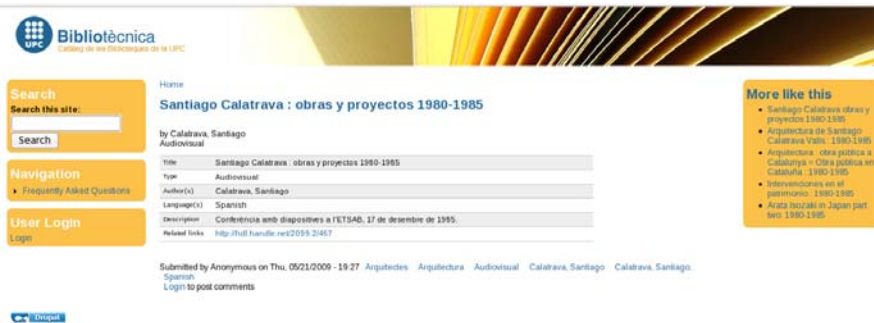 UPC
Bibliotècnica
Catàleg de les Biblioteques de la UPC
Search
Search this site:
Search
Navigation
Frequently Asked Questions
User Login
Login
Home
Santiago Calatrava : obras y proyectos 1980-1985
by Calatrava, Santiago
Audiovisual
Title Santiago Calatrava : obras y proyectos 1980-1985
Type Audiovisual
Author(s) Calatrava, Santiago
Language(s) Spanish
Description Conferència amb diapositives a l'ETSAB, 17 de desembre de 1985.
Related links http://hdl.handle.net/2099.2/467
Submitted by Anonymous on Thu, 05/21/2009 - 19:27 Arquitectes Arquitectura Audiovisual Calatrava, Santiago Calatrava, Santiago.
Spanish
Login to post comments
More like this
Santiago Calatrava obras y
proyectos 1980-1985
Arquitectura de Santiago
Calatrava Valls : 1980-1985
Arquitectura : obra pública a
Catalunya = Obra pública en
Cataluña : 1980-1985
Intervenciones en el
patrimonio : 1980-1985
Arata Isozaki in Japan part
two: 1980-1985
Drupal